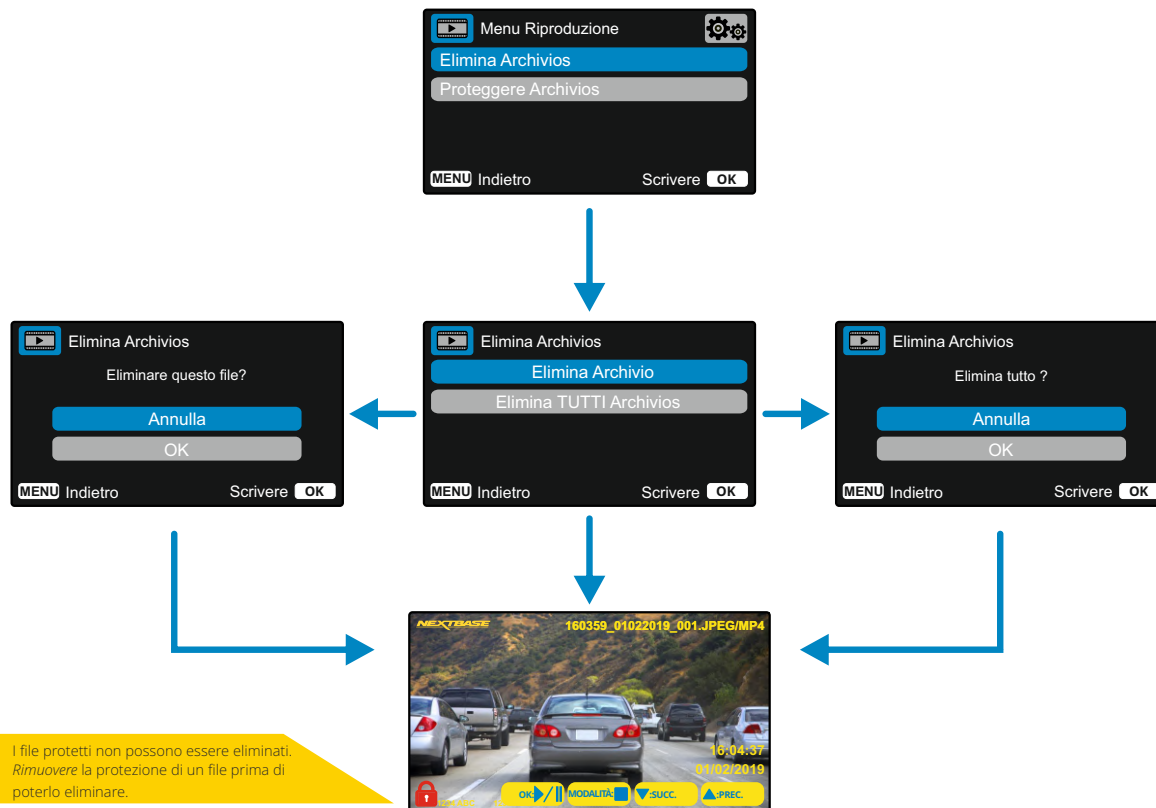 Menu Riproduzione
Elimina Archivios
Proteggere Archivios
MENU Indietro
Scrivere OK
Elimina Archivios
Eliminare questo file?
Annulla
OK
MENU Indietro
Scrivere OK
Elimina Archivios
Elimina Archivio
Elimina TUTTI Archivios
MENU Indietro
Scrivere OK
Elimina Archivios
Elimina tutto ?
Annulla
OK
MENU Indietro
Scrivere OK
NEXTBASE
160359_01022019_001.JPEG/MP4
16:04:37
01/02/2019
OK:
MODALITÀ:
:SUCC.
:PREC.
I file protetti non possono essere eliminati.
Rimuovere la protezione di un file prima di
poterlo eliminare.